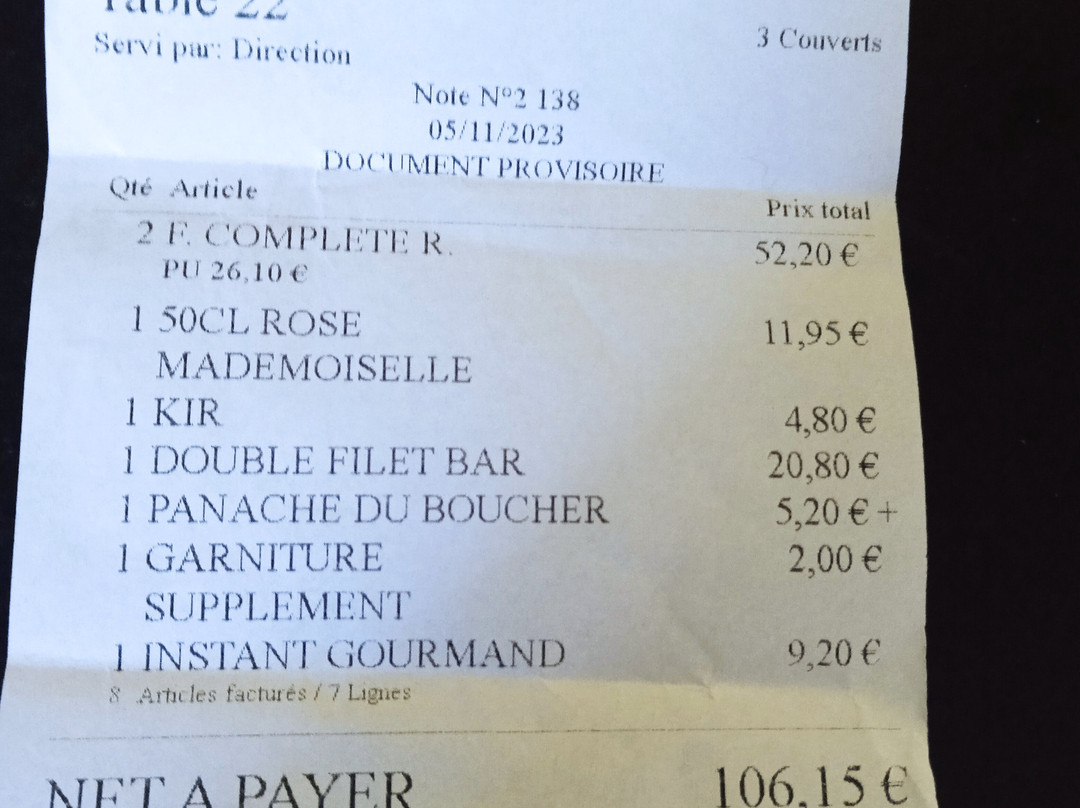 Table 22
Servi par: Direction 3 Couverts
Note N°2 138
05/11/2023
DOCUMENT PROVISOIRE
Qté Article Prix total
2 F. COMPLETE R. 52,20 €
PU 26,10 €
1 50CL ROSE 11,95 €
MADEMOISELLE
1 KIR 4,80 €
1 DOUBLE FILET BAR 20,80 €
1 PANACHE DU BOUCHER 5,20 € +
1 GARNITURE 2,00 €
SUPPLEMENT
1 INSTANT GOURMAND 9,20 €
8 Articles facturés / 7 Lignes
NET A PAYER 106,15 €